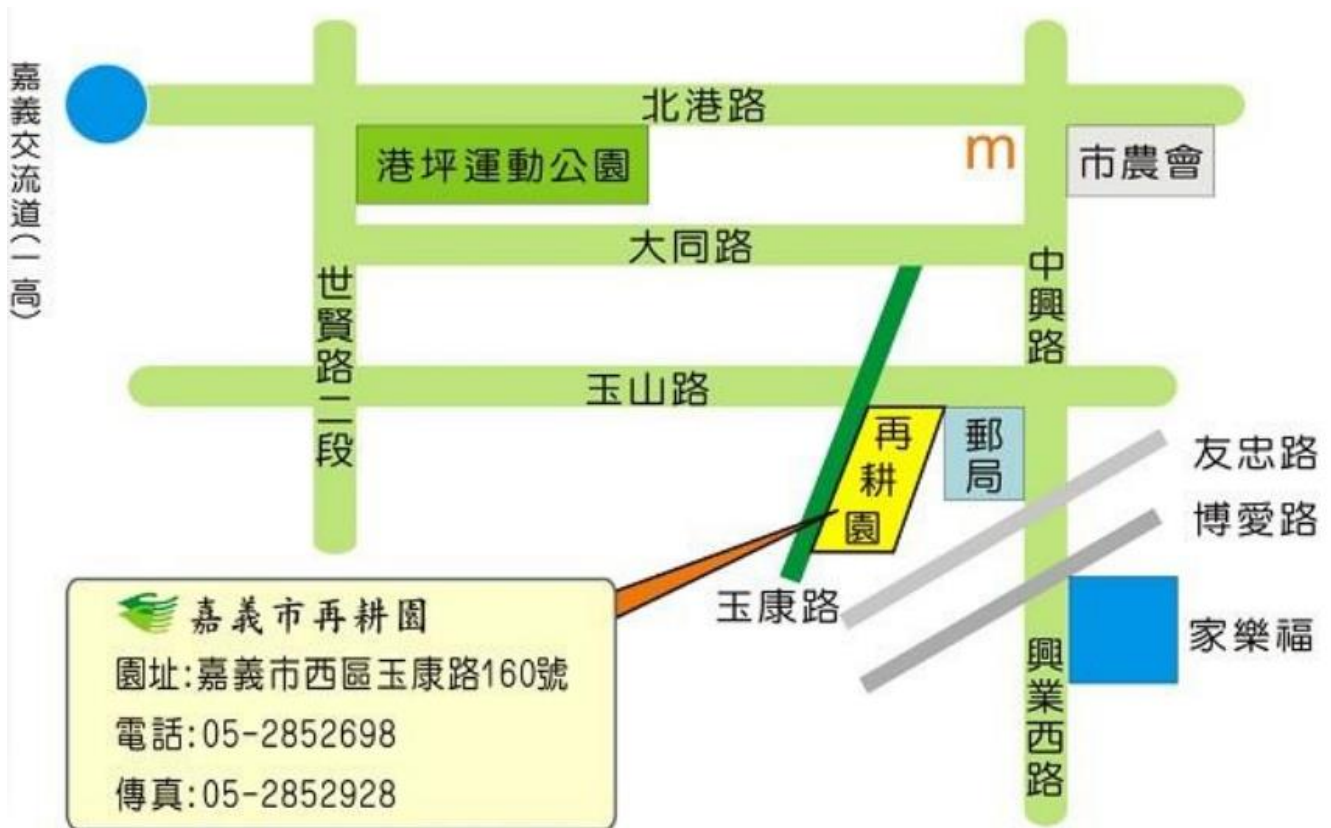 嘉義交流道(一高)
北港路
港坪運動公園
m
市農會
大同路
世賢路二段
中興路
玉山路
再耕園
郵局
友忠路
博愛路
玉康路
家樂福
興業西路
嘉義市再耕園
園址:嘉義市西區玉康路160號
電話:05-2852698
傳真:05-2852928